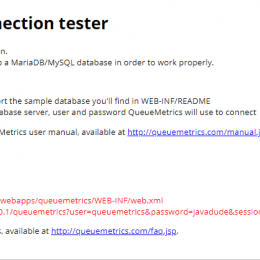 nection tester
n.
o a MariaDB/MySQL database in order to work properly.
rt the sample database you'll find in WEB-INF/README
abase server, user and password QueueMetrics will use to connect
Metrics user manual, available at http://queuemetrics.com/manual.j
webapps/queuemetrics/WEB-INF/web.xml
0.1/queuemetrics?user=queuemetrics&password=javadude&session
s, available at http://queuemetrics.com/faq.jsp.